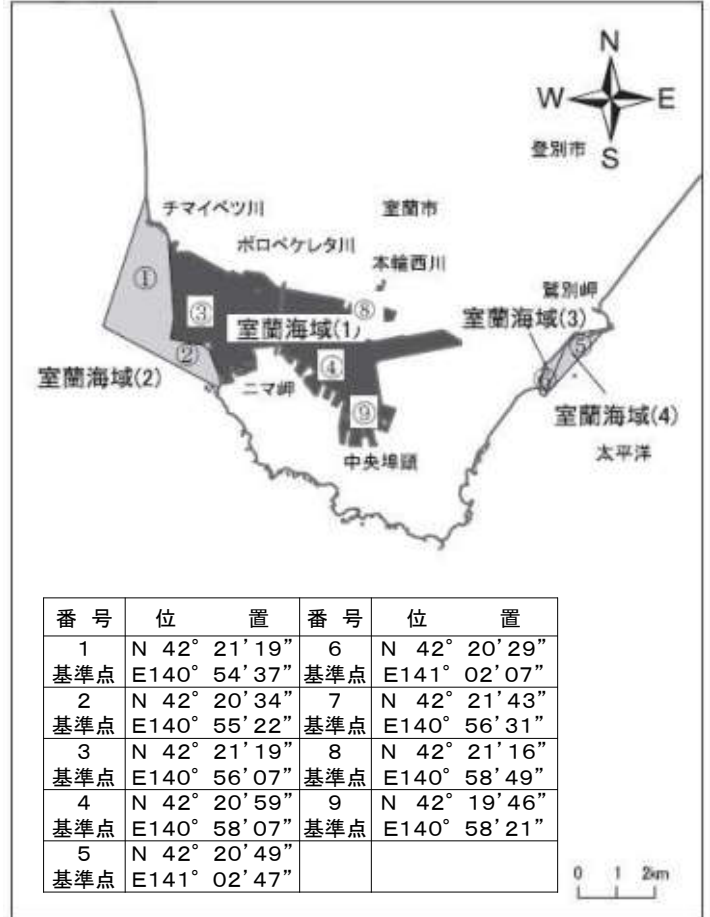 N
W E
登別市 S
チマイベツ川 室蘭市
ポロペケレタ川
本輪西川
①
鷲別岬
⑧
③
室蘭海域(3)
室蘭海域(1)
⑤
②
④
室蘭海域(2)
ニマ岬
室蘭海域(4)
⑨
太平洋
中央埠頭
番 号 位 置 番 号 位 置
1 N 42° 21’19” 6 N 42° 20’29”
基準点 E140° 54’37” 基準点 E141° 02’07”
2 N 42° 20’34” 7 N 42° 21’43”
基準点 E140° 55’22” 基準点 E140° 56’31”
3 N 42° 21’19” 8 N 42° 21’16”
基準点 E140° 56’07” 基準点 E140° 58’49”
4 N 42° 20’59” 9 N 42° 19’46”
基準点 E140° 58’07” 基準点 E140° 58’21”
5 N 42° 20’49”
基準点 E141° 02’47”
0 1 2km